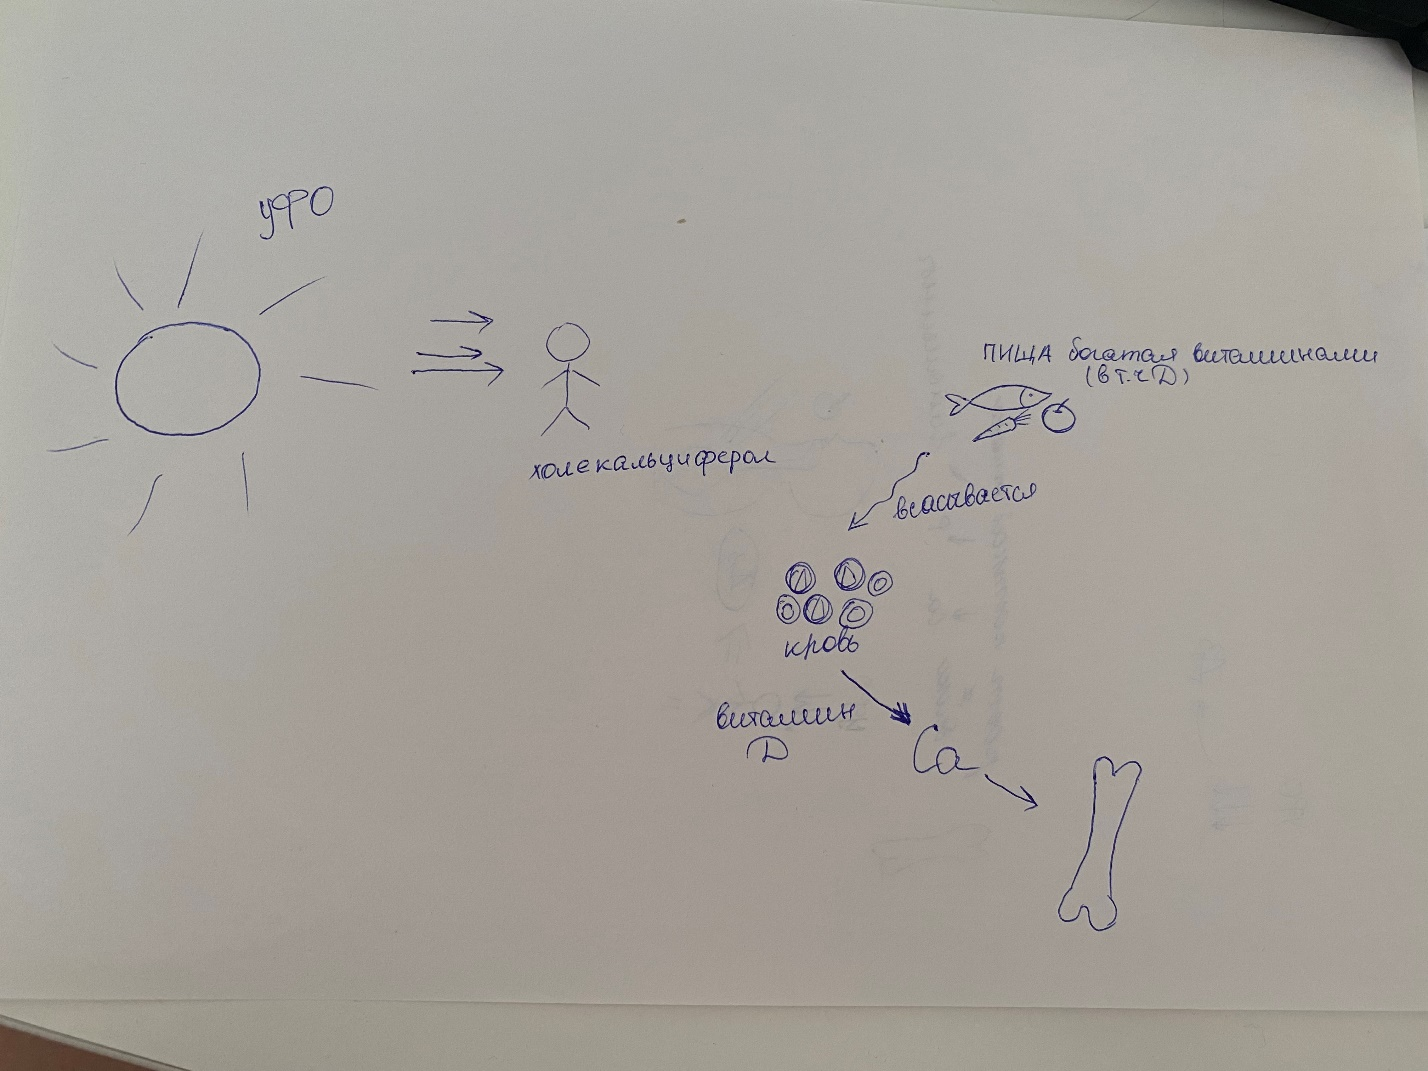 УФО
холекальциферол
ПИЩА богатая витаминами
(в т.ч Д)
всасывается
кровь
витамин
Д
Ca